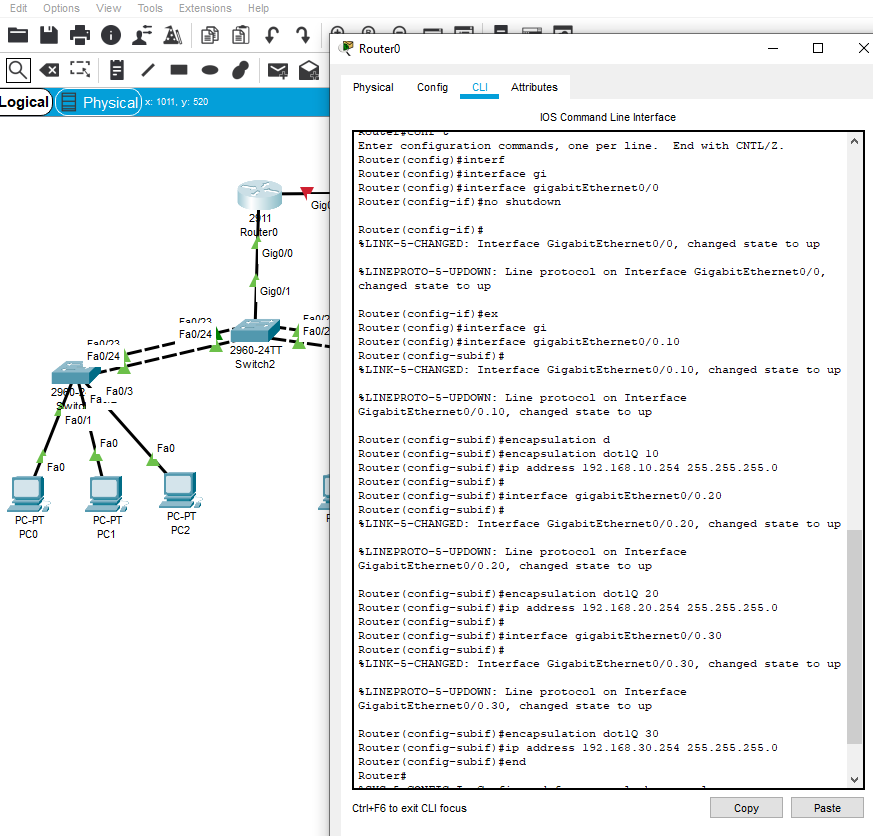 Edit Options View Tools Extensions Help
Logical
Physical x: 1011, y: 520
Gig0
2911
Router0
Gig0/0
Gig0/1
Fa0/23
Fa0/24
Fa0/2
2960-24TT
Switch2
Fa0/23
Fa0/24
Fa0/3
Fa0/1
Fa0
Fa0
Fa0
PC-PT
PC0
PC-PT
PC1
PC-PT
PC2
Router0
Physical Config CLI Attributes
IOS Command Line Interface
Router#conf t
Enter configuration commands, one per line. End with CNTL/Z.
Router(config)#interf
Router(config)#interface gi
Router(config)#interface gigabitEthernet0/0
Router(config-if)#no shutdown
Router(config-if)#
%LINK-5-CHANGED: Interface GigabitEthernet0/0, changed state to up
%LINEPROTO-5-UPDOWN: Line protocol on Interface GigabitEthernet0/0,
changed state to up
Router(config-if)#ex
Router(config)#interface gi
Router(config)#interface gigabitEthernet0/0.10
Router(config-subif)#
%LINK-5-CHANGED: Interface GigabitEthernet0/0.10, changed state to up
%LINEPROTO-5-UPDOWN: Line protocol on Interface
GigabitEthernet0/0.10, changed state to up
Router(config-subif)#encapsulation d
Router(config-subif)#encapsulation dot1Q 10
Router(config-subif)#ip address 192.168.10.254 255.255.255.0
Router(config-subif)#
Router(config-subif)#interface gigabitEthernet0/0.20
Router(config-subif)#
%LINK-5-CHANGED: Interface GigabitEthernet0/0.20, changed state to up
%LINEPROTO-5-UPDOWN: Line protocol on Interface
GigabitEthernet0/0.20, changed state to up
Router(config-subif)#encapsulation dot1Q 20
Router(config-subif)#ip address 192.168.20.254 255.255.255.0
Router(config-subif)#
Router(config-subif)#interface gigabitEthernet0/0.30
Router(config-subif)#
%LINK-5-CHANGED: Interface GigabitEthernet0/0.30, changed state to up
%LINEPROTO-5-UPDOWN: Line protocol on Interface
GigabitEthernet0/0.30, changed state to up
Router(config-subif)#encapsulation dot1Q 30
Router(config-subif)#ip address 192.168.30.254 255.255.255.0
Router(config-subif)#end
Router#
Ctrl+F6 to exit CLI focus
Copy Paste